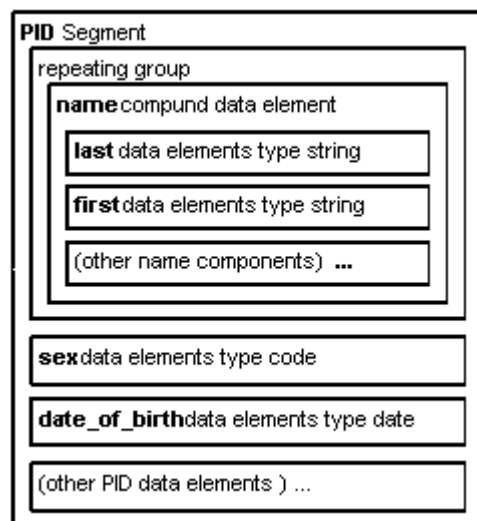 PID Segment
repeating group
name compund data element
last data elements type string
first data elements type string
(other name components) ...
sex data elements type code
date_of_birth data elements type date
(other PID data elements ) ...